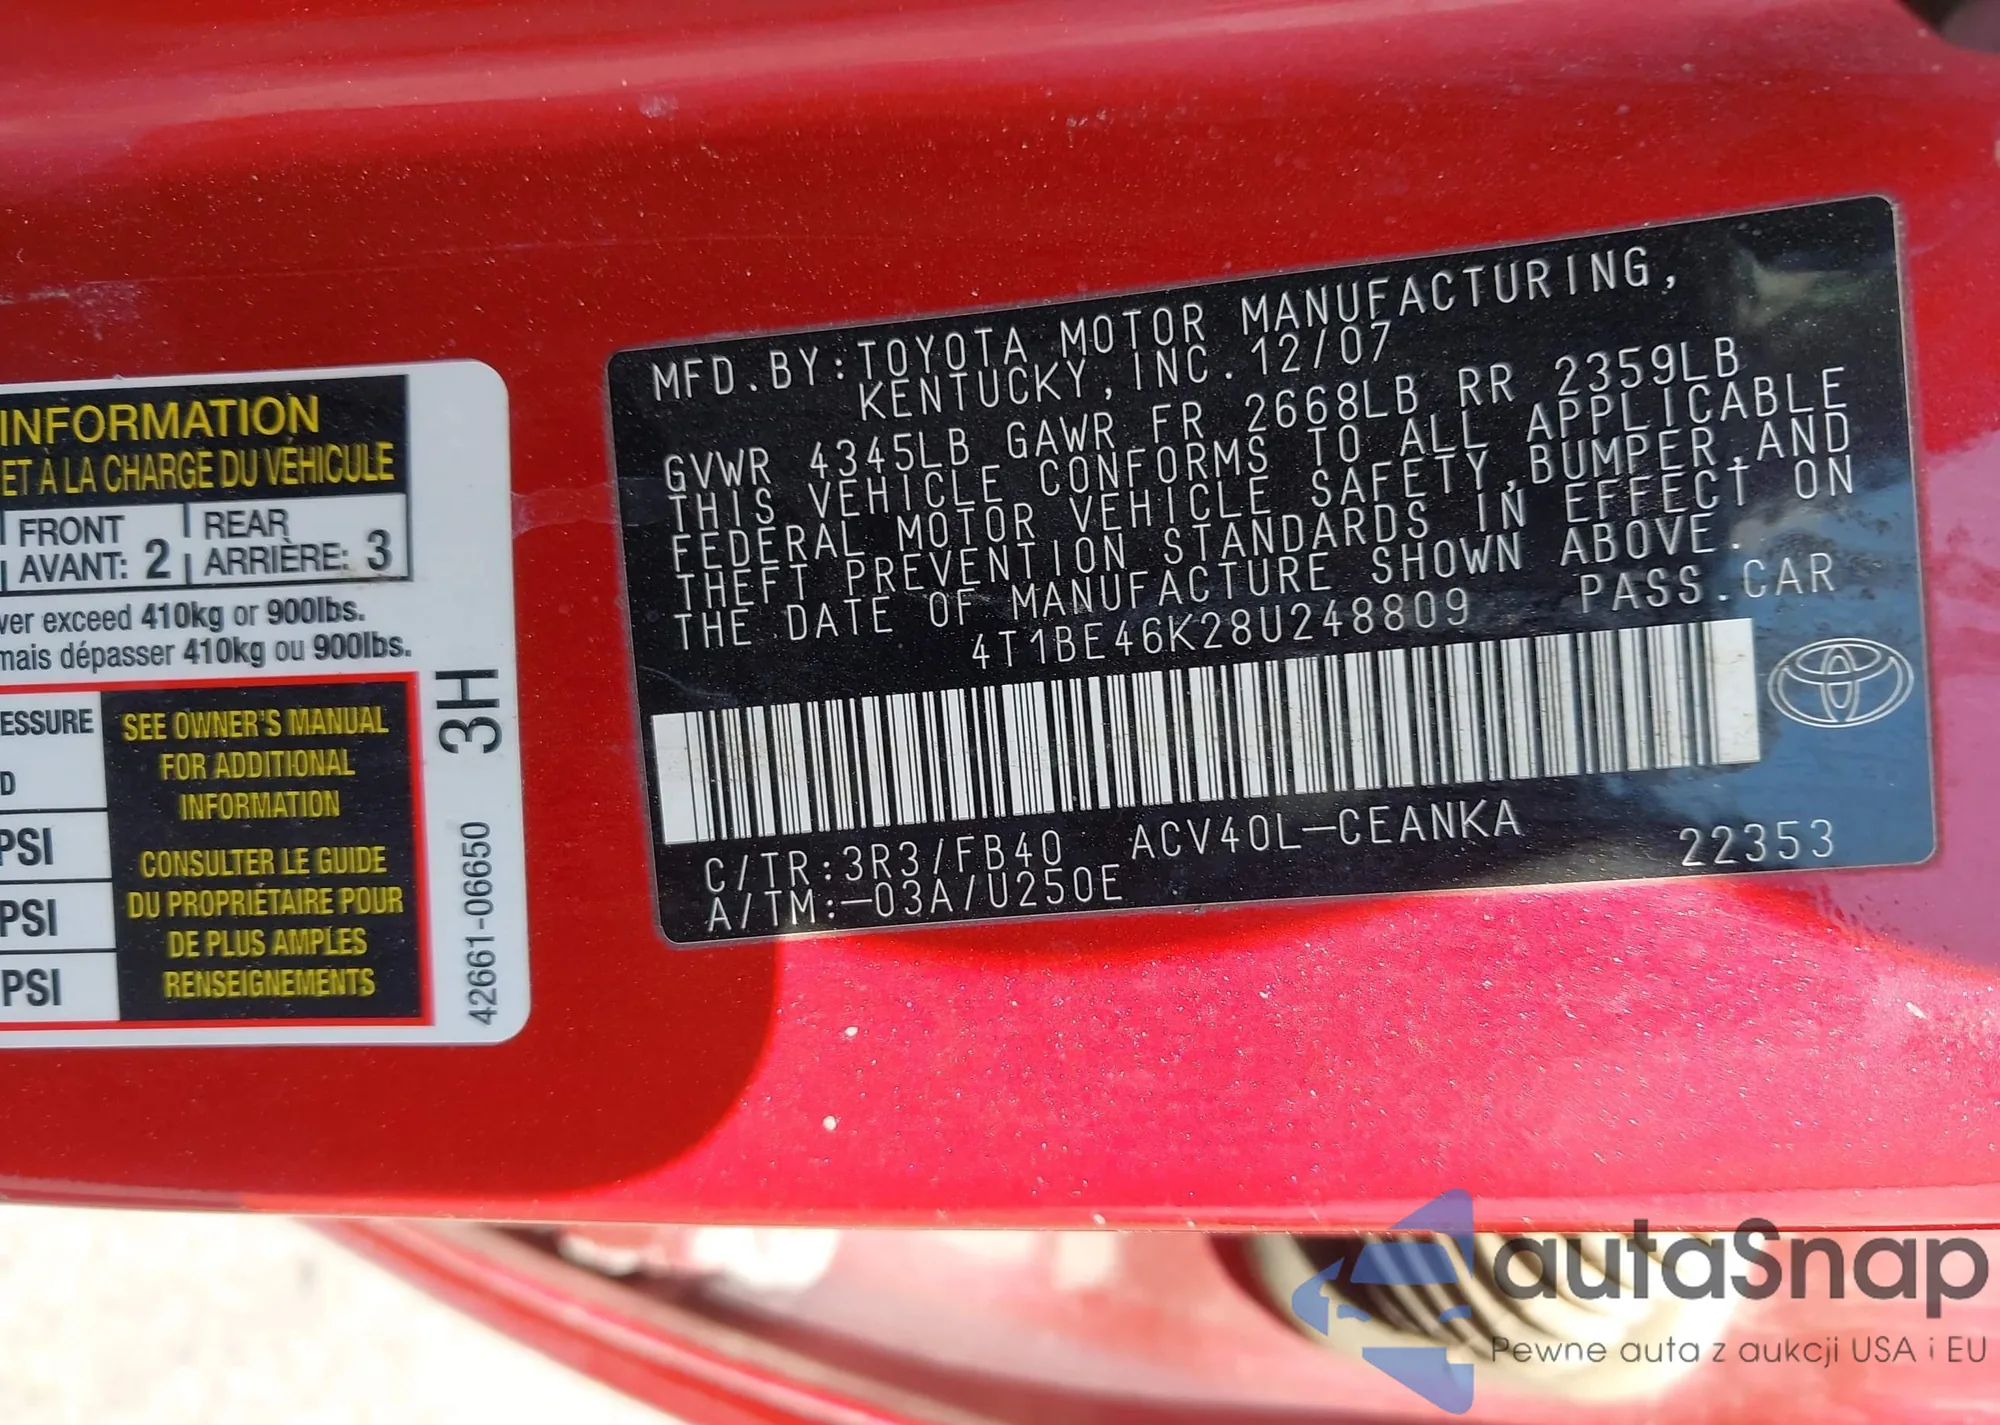 INFORMATION
ET À LA CHARGE DU VÉHICULE
FRONT
AVANT: 2
REAR
ARRIÈRE: 3
ver exceed 410kg or 900lbs.
mais dépasser 410kg ou 900lbs.
ESSURE
D
PSI
PSI
PSI
SEE OWNER'S MANUAL
FOR ADDITIONAL
INFORMATION
CONSULTER LE GUIDE
DU PROPRIÉTAIRE POUR
DE PLUS AMPLES
RENSEIGNEMENTS
3H
42661-06650
MFD.BY:TOYOTA MOTOR MANUFACTURING,
KENTUCKY,INC. 12/07
GVWR 4345LB GAWR FR 2668LB RR 2359LB
THIS VEHICLE CONFORMS TO ALL APPLICABLE
FEDERAL MOTOR VEHICLE SAFETY,BUMPER,AND
THEFT PREVENTION STANDARDS IN EFFECT ON
THE DATE OF MANUFACTURE SHOWN ABOVE.
4T1BE46K28U248809 PASS.CAR
C/TR:3R3/FB40 ACV40L-CEANKA
A/TM:-03A/U250E 22353
autaSnap
Pewne auta z aukcji USA i EU